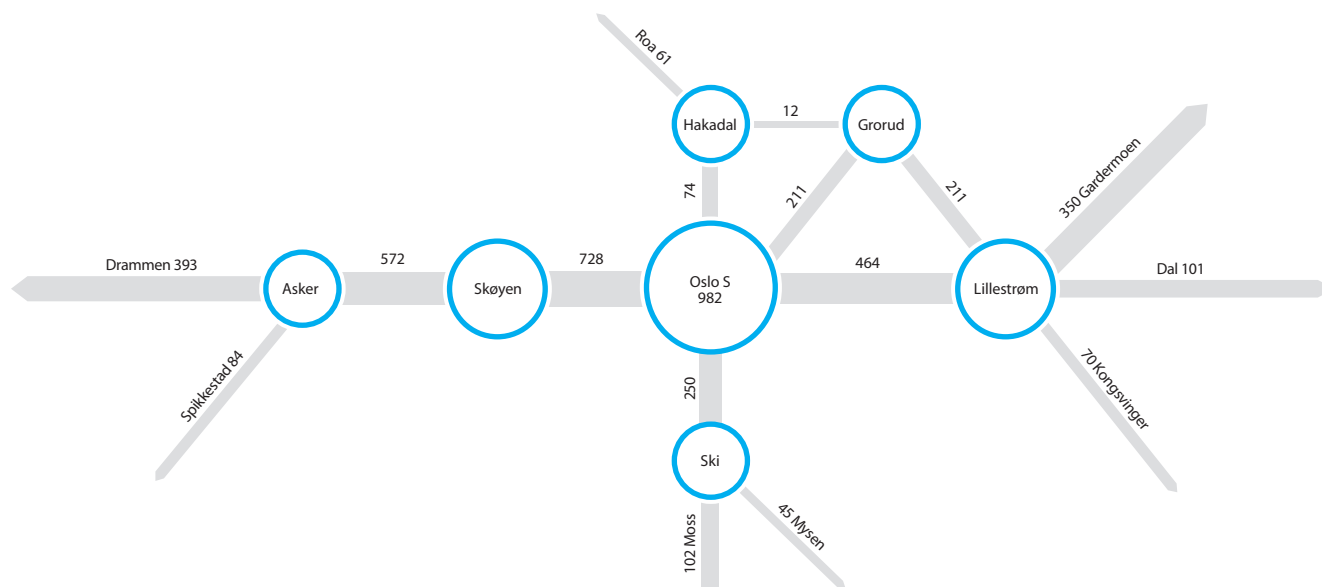 Roa 61
Hakadal
12
Grorud
350 Gardermoen
74
211
211
Drammen 393
572
728
Oslo S
982
464
Dal 101
Asker
Skøyen
Lillestrøm
Spikkestad 84
250
70 Kongsvinger
Ski
102 Moss
45 Mysen